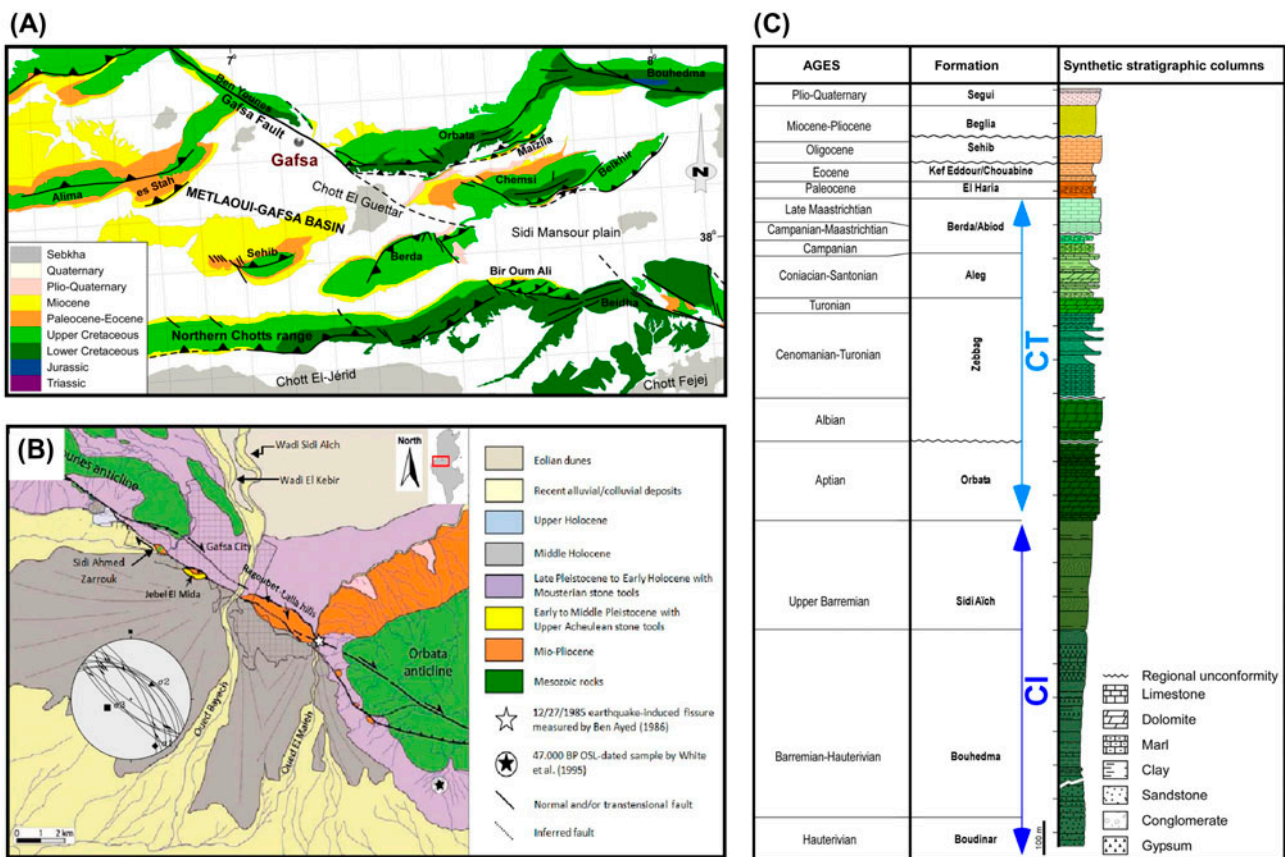 (A)
7°
8°
Ben Younes
Gafsa Fault
Gafsa
Bouhedma
Orbata
Maizila
Belkhir
Chemsi
Alima
es Stah
METLAOUI-GAFSA BASIN
Chott El Guettar
N
Sidi Mansour plain
38°
Sehib
Berda
Bir Oum Ali
Beidha
Northern Chotts range
Chott El-Jérid
Chott Fejej
Sebkha
Quaternary
Plio-Quaternary
Miocene
Paleocene-Eocene
Upper Cretaceous
Lower Cretaceous
Jurassic
Triassic
(B)
Wadi Sidi Aïch
Wadi El Kebir
North
unes anticline
Gafsa City
Sidi Ahmed
Zarrouk
Jebel El Mida
Ragoubet-Lalla hills
Orbata
anticline
σ2
σ3
σ1
Oued Bayach
Oued El Maleh
0 1 2 km
Eolian dunes
Recent alluvial/colluvial deposits
Upper Holocene
Middle Holocene
Late Pleistocene to Early Holocene with
Mousterian stone tools
Early to Middle Pleistocene with
Upper Acheulean stone tools
Mio-Pliocene
Mesozoic rocks
12/27/1985 earthquake-induced fissure
measured by Ben Ayed (1986)
47.000 BP OSL-dated sample by White
et al. (1995)
Normal and/or transtensional fault
Inferred fault
(C)
AGES Formation Synthetic stratigraphic columns
Plio-Quaternary Segui
Miocene-Pliocene Beglia
Oligocene Sehib
Eocene Kef Eddour/Chouabine
Paleocene El Haria
Late Maastrichtian
Campanian-Maastrichtian Berda/Abiod
Campanian
Coniacian-Santonian Aleg
Turonian
Cenomanian-Turonian Zebbag
CT
Albian
Aptian Orbata
Upper Barremian Sidi Aïch
CI
Barremian-Hauterivian Bouhedma
Hauterivian Boudinar
100 m
Regional unconformity
Limestone
Dolomite
Marl
Clay
Sandstone
Conglomerate
Gypsum